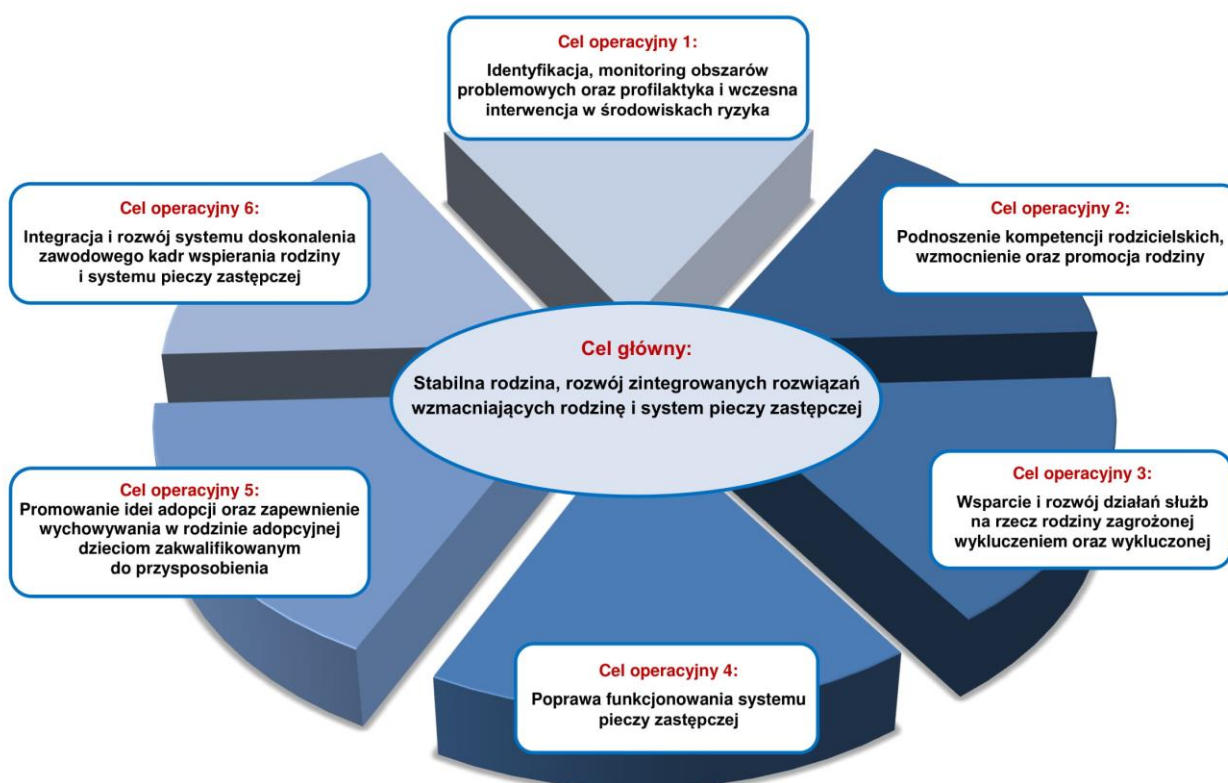 Cel operacyjny 1:
Identyfikacja, monitoring obszarów
problemowych oraz profilaktyka i wczesna
interwencja w środowiskach ryzyka
Cel operacyjny 2:
Podnoszenie kompetencji rodzicielskich,
wzmocnienie oraz promocja rodziny
Cel operacyjny 3:
Wsparcie i rozwój działań służb
na rzecz rodziny zagrożonej
wykluczeniem oraz wykluczonej
Cel operacyjny 4:
Poprawa funkcjonowania systemu
pieczy zastępczej
Cel operacyjny 5:
Promowanie idei adopcji oraz zapewnienie
wychowywania w rodzinie adopcyjnej
dzieciom zakwalifikowanym
do przysposobienia
Cel operacyjny 6:
Integracja i rozwój systemu doskonalenia
zawodowego kadr wspierania rodziny
i systemu pieczy zastępczej
Cel główny:
Stabilna rodzina, rozwój zintegrowanych rozwiązań
wzmacniających rodzinę i system pieczy zastępczej